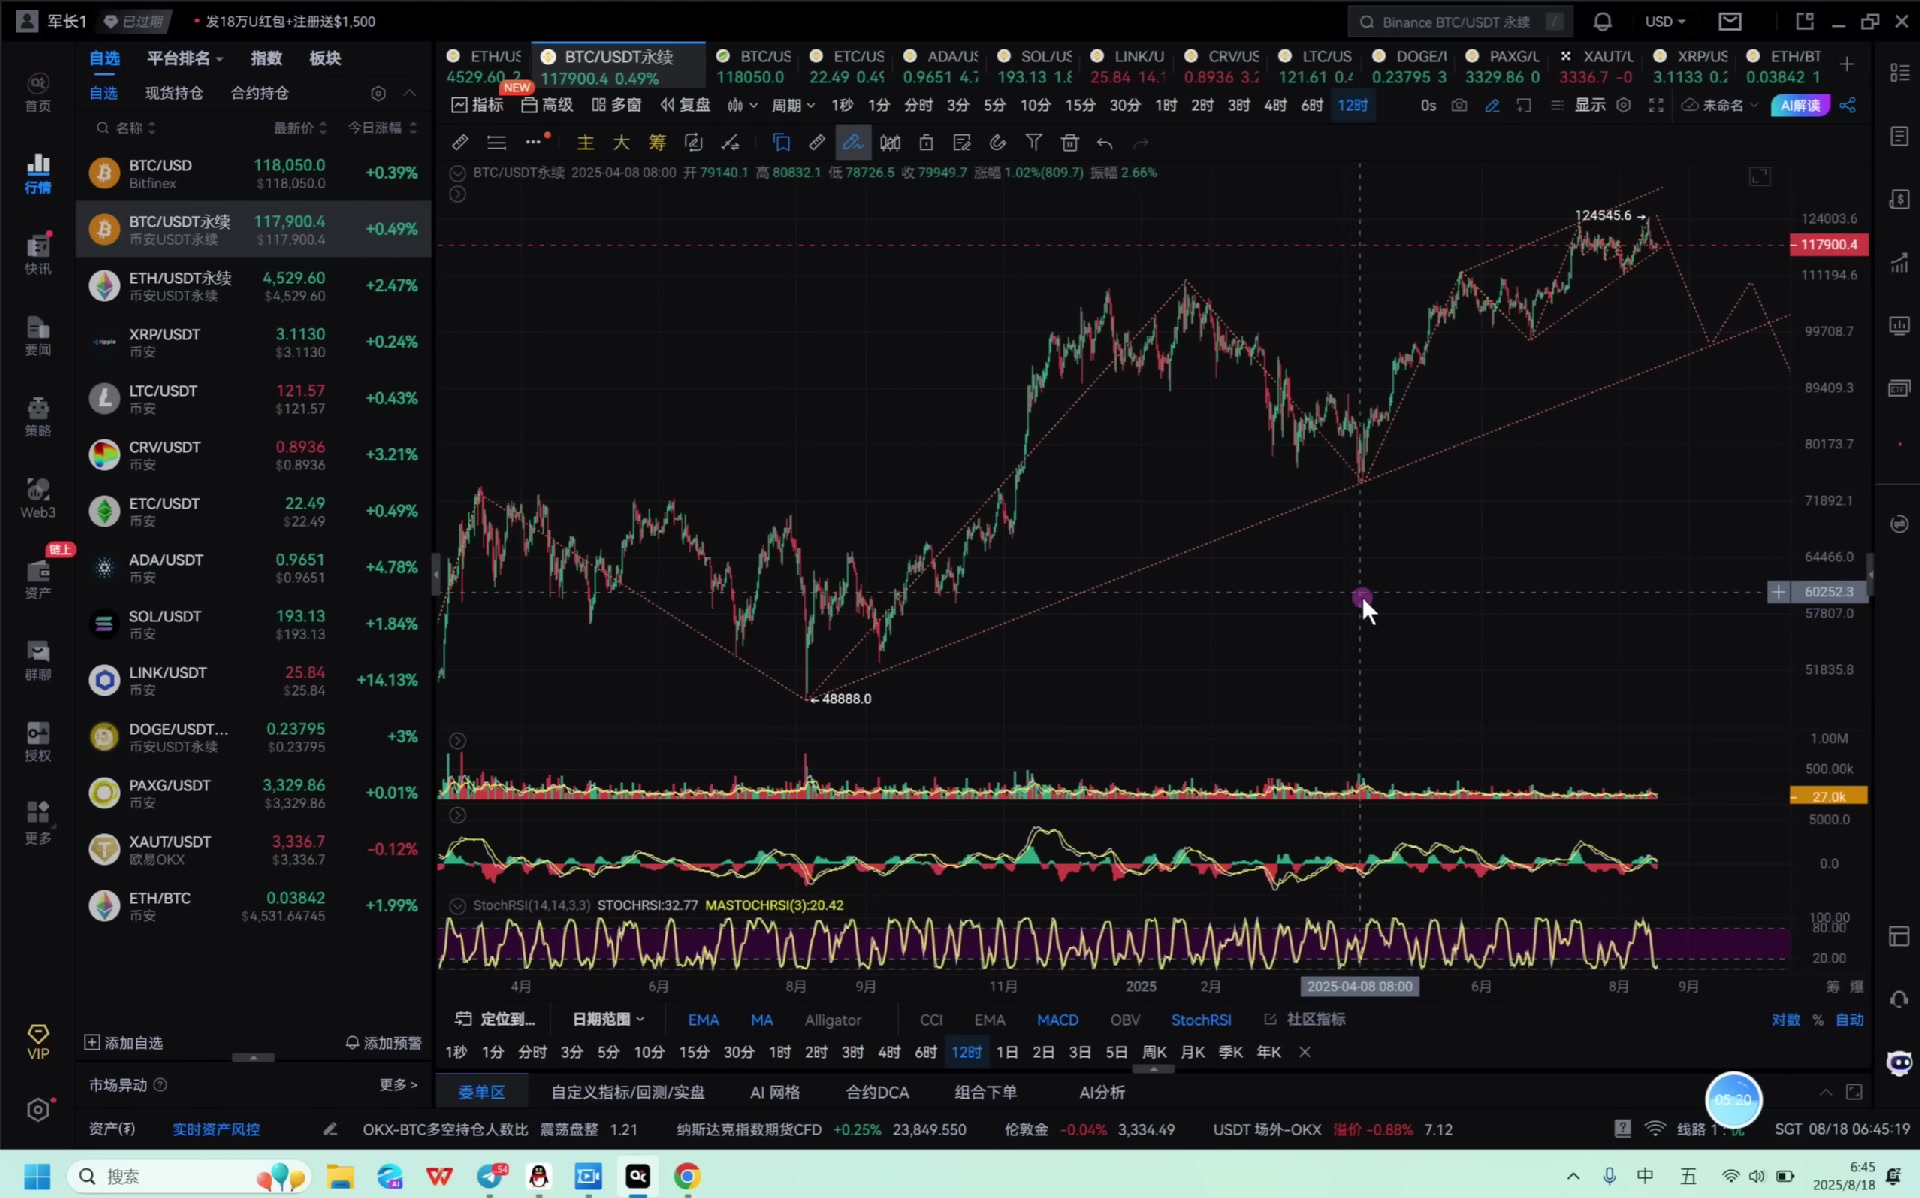 军长1 已过期 • 发18万U红包+注册送$1,500
Binance BTC/USDT 永续 /
USD
首页
行情
快讯
要闻
策略
Web3
链上
资产
群聊
授权
更多
VIP
自选 平台排名 指数 板块
自选 现货持仓 合约持仓
名称 最新价 今日涨幅
BTC/USD 118,050.0 +0.39%
Bitfinex $118,050.0
BTC/USDT永续 117,900.4 +0.49%
币安USDT永续 $117,900.4
ETH/USDT永续 4,529.60 +2.47%
币安USDT永续 $4,529.60
XRP/USDT 3.1130 +0.24%
币安 $3.1130
LTC/USDT 121.57 +0.43%
币安 $121.57
CRV/USDT 0.8936 +3.21%
币安 $0.8936
ETC/USDT 22.49 +0.49%
币安 $22.49
ADA/USDT 0.9651 +4.78%
币安 $0.9651
SOL/USDT 193.13 +1.84%
币安 $193.13
LINK/USDT 25.84 +14.13%
币安 $25.84
DOGE/USDT... 0.23795 +3%
币安USDT永续 $0.23795
PAXG/USDT 3,329.86 +0.01%
币安 $3,329.86
XAUT/USDT 3,336.7 -0.12%
欧易OKX $3,336.7
ETH/BTC 0.03842 +1.99%
币安 $4,531.64745
添加自选 添加预警
市场异动 更多 >
ETH/US BTC/USDT永续 BTC/US ETC/US ADA/US SOL/US LINK/U CRV/US LTC/US DOGE/ PAXG/L XAUT/L XRP/US ETH/BT
4529.60 2 117900.4 0.49% 118050.0 22.49 0.49 0.9651 4.7 193.13 1.8 25.84 14.1 0.8936 3.2 121.61 0.4 0.23795 3 3329.86 0 3336.7 -0 3.1133 0.2 0.03842 1
NEW
指标 高级 多窗 复盘 周期 1秒 1分 分时 3分 5分 10分 15分 30分 1时 2时 3时 4时 6时 12时 0s 显示 未命名 AI解读
主 大 筹
BTC/USDT永续 2025-04-08 08:00 开 79140.1 高 80832.1 低 78726.5 收 79949.7 涨幅 1.02%(809.7) 振幅 2.66%
124545.6
48888.0
124003.6
117900.4
111194.6
99708.7
89409.3
80173.7
71892.1
64466.0
60252.3
57807.0
51835.8
1.00M
500.00k
27.0k
5000.0
0.0
StochRSI(14,14,3,3) STOCHRSI:32.77 MASTOCHRSI(3):20.42
100.00
80.00
20.00
4月 6月 8月 9月 11月 2025 2月 2025-04-08 08:00 6月 8月 9月 筹 爆
定位到... 日期范围 EMA MA Alligator CCI EMA MACD OBV StochRSI 社区指标 对数 % 自动
1秒 1分 分时 3分 5分 10分 15分 30分 1时 2时 3时 4时 6时 12时 1日 2日 3日 5日 周K 月K 季K 年K
委单区 自定义指标/回测/实盘 AI 网格 合约DCA 组合下单 AI分析
05:20
资产(₮) 实时资产风控 OKX-BTC多空持仓人数比 震荡盘整 1.21 纳斯达克指数期货CFD +0.25% 23,849.550 伦敦金 -0.04% 3,334.49 USDT 场外-OKX 溢价 -0.88% 7.12 线路 1 SGT 08/18 06:45:19
搜索 54 中 五 6:45
2025/8/18